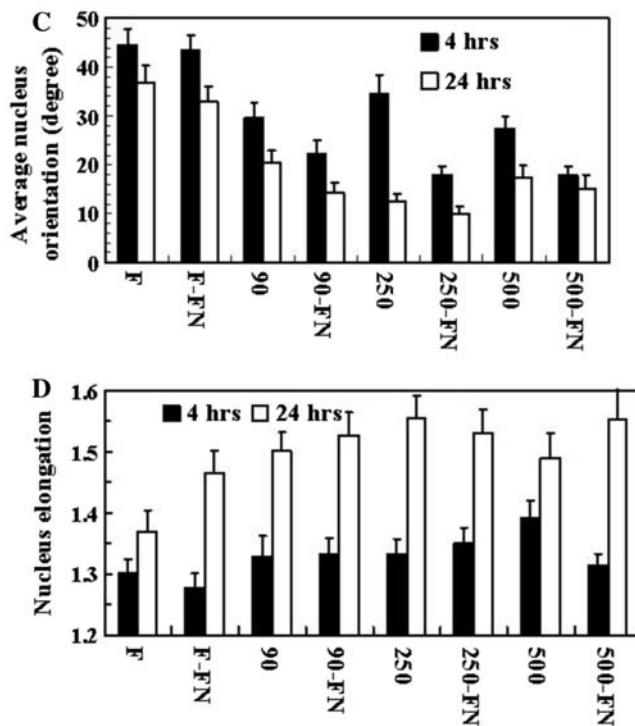 C
Average nucleus
orientation (degree)
50
40
30
20
10
0
4 hrs
24 hrs
F
F-FN
90
90-FN
250
250-FN
500
500-FN
D
Nucleus elongation
1.6
1.5
1.4
1.3
1.2
4 hrs 24 hrs
F
F-FN
90
90-FN
250
250-FN
500
500-FN